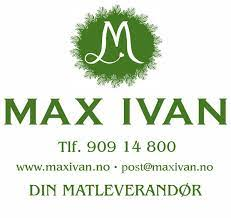 M
MAX IVAN
Tlf. 909 14 800
www.maxivan.no • post@maxivan.no
DIN MATLEVERANDØR